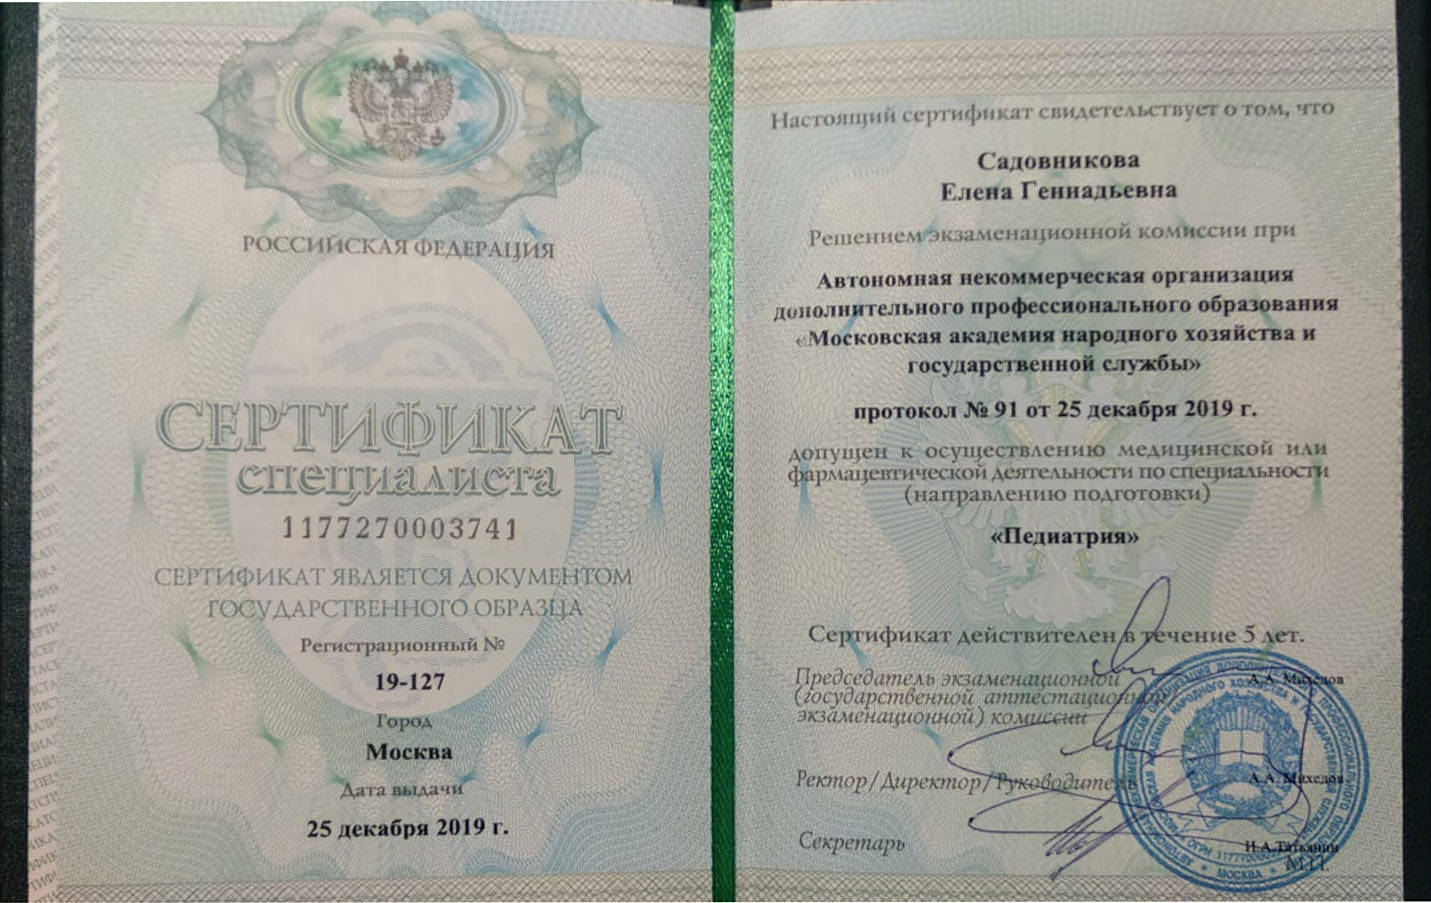 РОССИЙСКАЯ ФЕДЕРАЦИЯ
СЕРТИФИКАТ
специалиста
1177270003741
СЕРТИФИКАТ ЯВЛЯЕТСЯ ДОКУМЕНТОМ
ГОСУДАРСТВЕННОГО ОБРАЗЦА
Регистрационный №
19-127
Город
Москва
Дата выдачи
25 декабря 2019 г.
Настоящий сертификат свидетельствует о том, что
Садовникова
Елена Геннадьевна
Решением экзаменационной комиссии при
Автономная некоммерческая организация
дополнительного профессионального образования
«Московская академия народного хозяйства и
государственной службы»
протокол № 91 от 25 декабря 2019 г.
допущен к осуществлению медицинской или
фармацевтической деятельности по специальности
(направлению подготовки)
«Педиатрия»
Сертификат действителен в течение 5 лет.
Председатель экзаменационной
(государственной аттестационной
экзаменационной) комиссии
А.А. Михедов
Ректор/Директор/Руководитель
А.А. Михедов
Секретарь
И.А.Татьянин
М.П.
МОСКВА